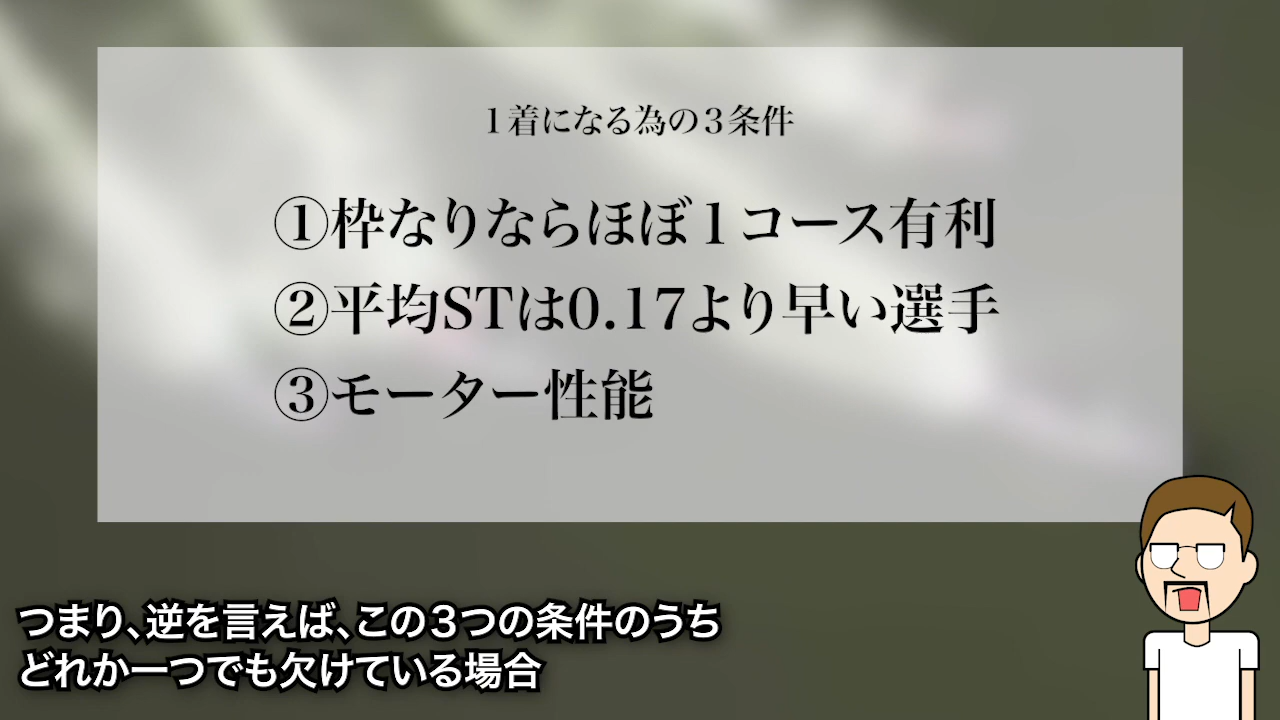 １着になる為の３条件
①枠なりならほぼ１コース有利
②平均STは0.17より早い選手
③モーター性能
つまり、逆を言えば、この３つの条件のうち
どれか一つでも欠けている場合